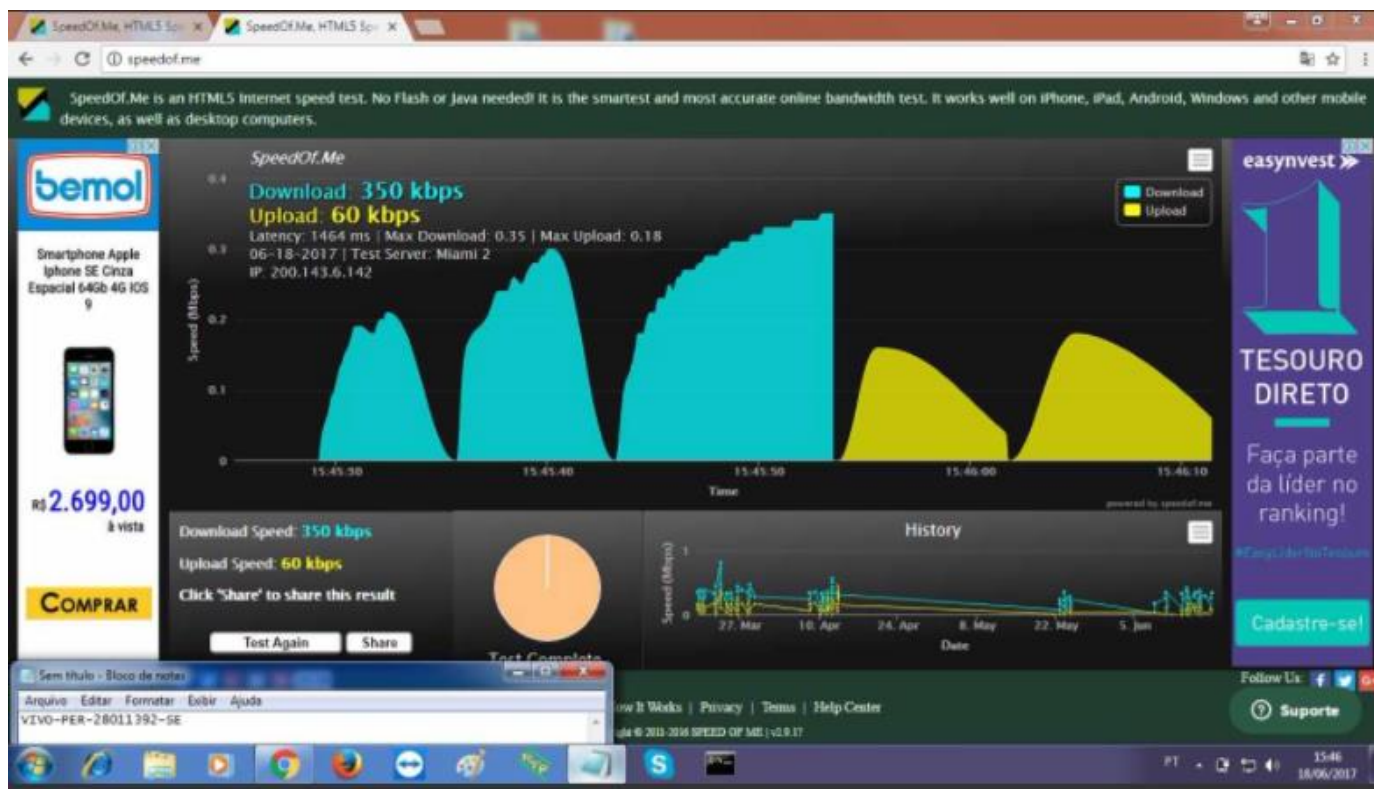 SpeedOf.Me, HTML5 Sp
SpeedOf.Me, HTML5 Sp
speedof.me
SpeedOf.Me is an HTML5 Internet speed test. No Flash or Java needed! It is the smartest and most accurate online bandwidth test. It works well on iPhone, iPad, Android, Windows and other mobile
devices, as well as desktop computers.
bemol
Smartphone Apple
Iphone SE Cinza
Espacial 64Gb 4G IOS
9
R$ 2.699,00
à vista
COMPRAR
SpeedOf.Me
Download: 350 kbps
Upload: 60 kbps
Latency: 1464 ms | Max Download: 0.35 | Max Upload: 0.18
06-18-2017 | Test Server: Miami 2
IP: 200.143.6.142
Download
Upload
Speed (Mbps)
0.4
0.3
0.2
0.1
0
15:45:30 15:45:40 15:45:50 15:46:00 15:46:10
Time
powered by speedof.me
easynvest
TESOURO
DIRETO
Faça parte
da líder no
ranking!
#EasyLiderNoTesouro
Cadastre-se!
Download Speed: 350 kbps
Upload Speed: 60 kbps
Click "Share" to share this result
Test Again Share
Test Complete
History
Speed (Mbps)
1
0
27. Mar 10. Apr 24. Apr 8. May 22. May 5. Jun
Date
Follow Us:
How It Works | Privacy | Terms | Help Center
2011-2016 SPEED OF ME | v2.9.17
Suporte
Sem título - Bloco de notas
Arquivo Editar Formatar Exibir Ajuda
VIVO-PER-28011392-SE
PT
15:46
18/06/2017